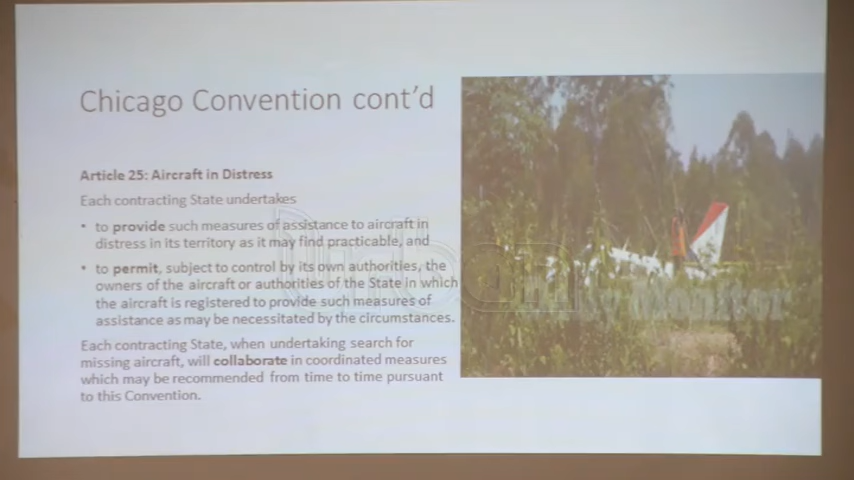 Chicago Convention cont'd
Article 25: Aircraft in Distress
Each contracting State undertakes
• to provide such measures of assistance to aircraft in
distress in its territory as it may find practicable, and
• to permit, subject to control by its own authorities, the
owners of the aircraft or authorities of the State in which
the aircraft is registered to provide such measures of
assistance as may be necessitated by the circumstances.
Each contracting State, when undertaking search for
missing aircraft, will collaborate in coordinated measures
which may be recommended from time to time pursuant
to this Convention.
Daily Monitor